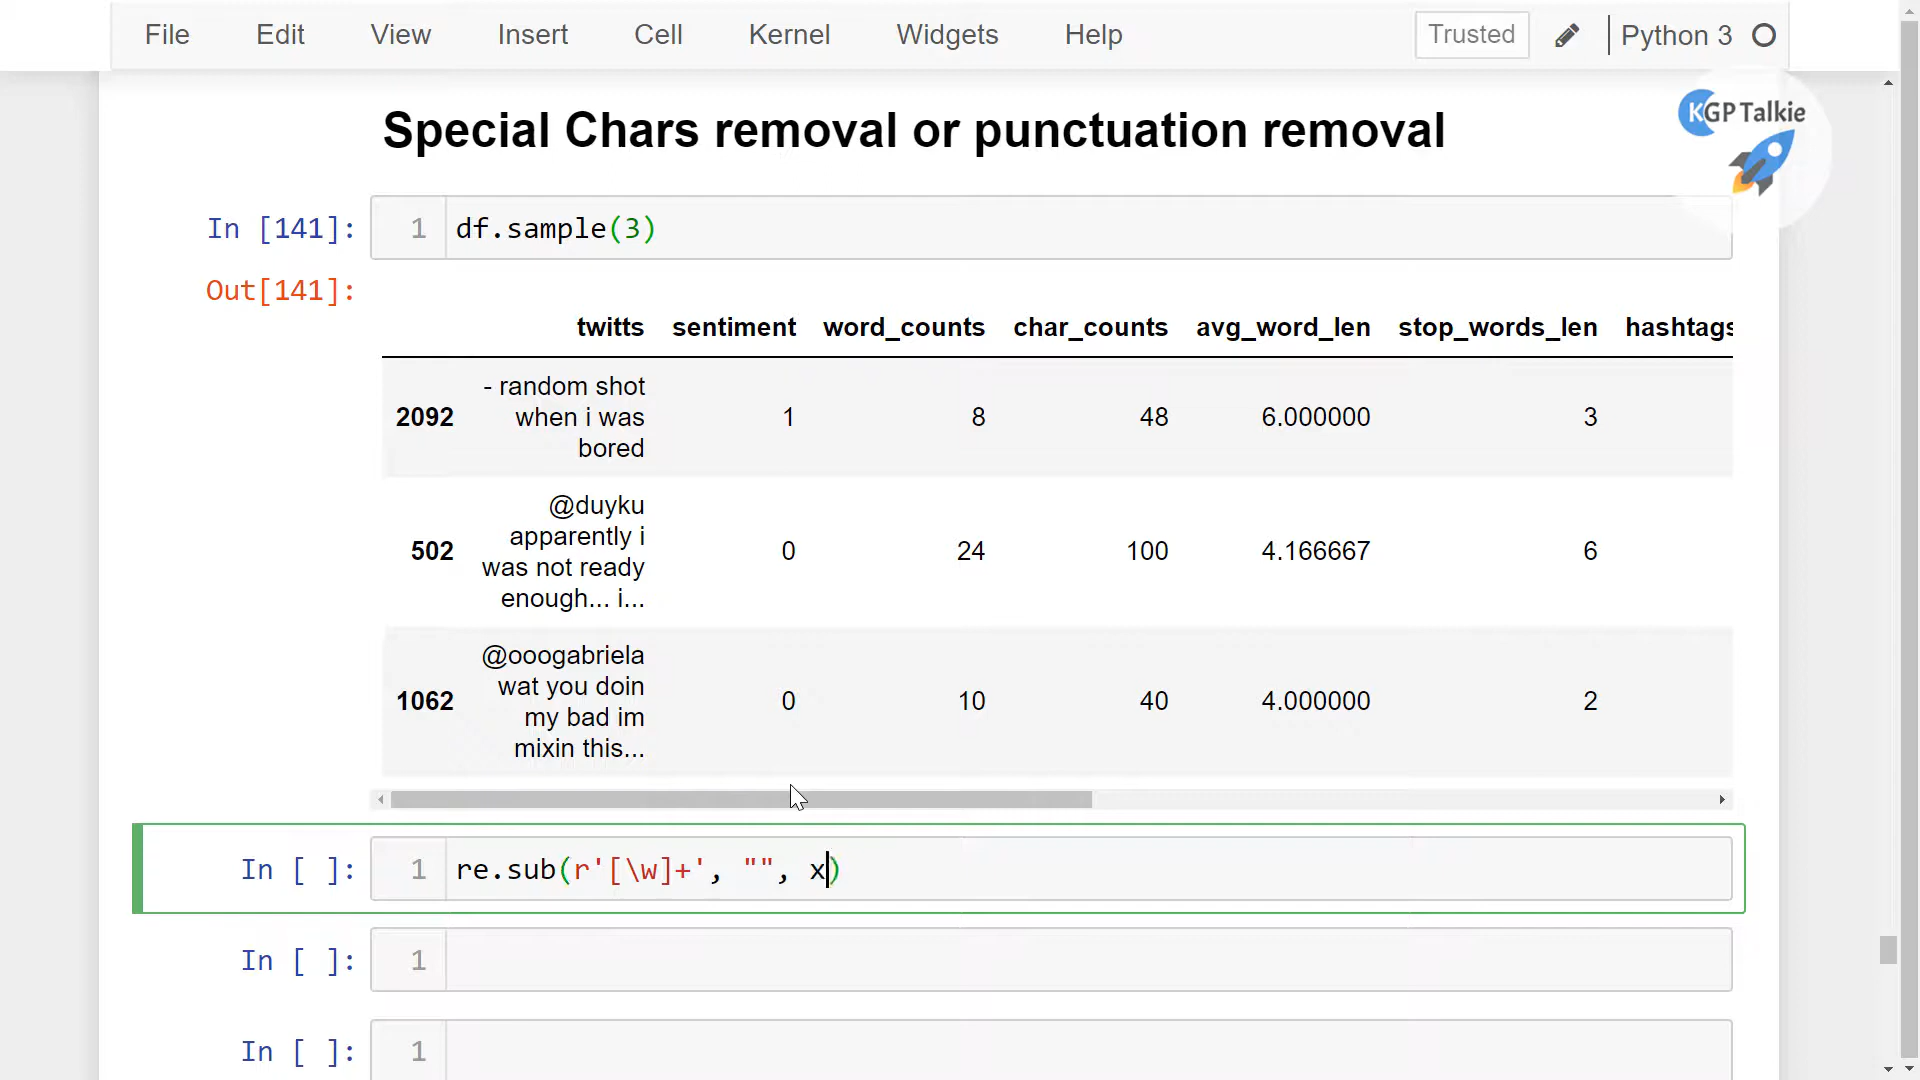 File Edit View Insert Cell Kernel Widgets Help Trusted Python 3
KGP Talkie
Special Chars removal or punctuation removal
In [141]: 1 df.sample(3)
Out[141]:
twitts sentiment word_counts char_counts avg_word_len stop_words_len hashtags
- random shot
2092 when i was 1 8 48 6.000000 3
bored
@duyku
apparently i
502 was not ready 0 24 100 4.166667 6
enough... i...
@ooogabriela
wat you doin
1062 my bad im 0 10 40 4.000000 2
mixin this...
In [ ]: 1 re.sub(r'[\w]+', "", x)
In [ ]: 1
In [ ]: 1